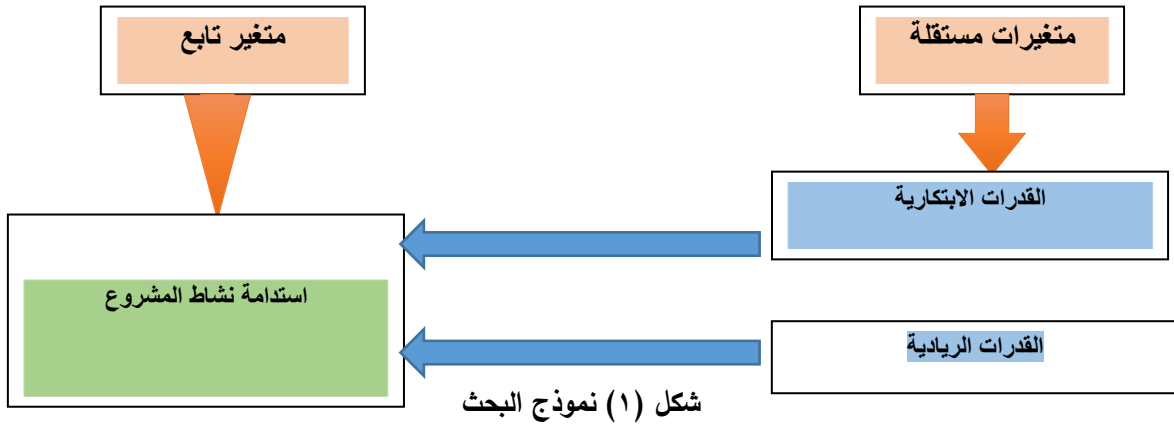 متغيرات مستقلة
متغير تابع
القدرات الابتكارية
استدامة نشاط المشروع
القدرات الريادية
شكل (١) نموذج البحث